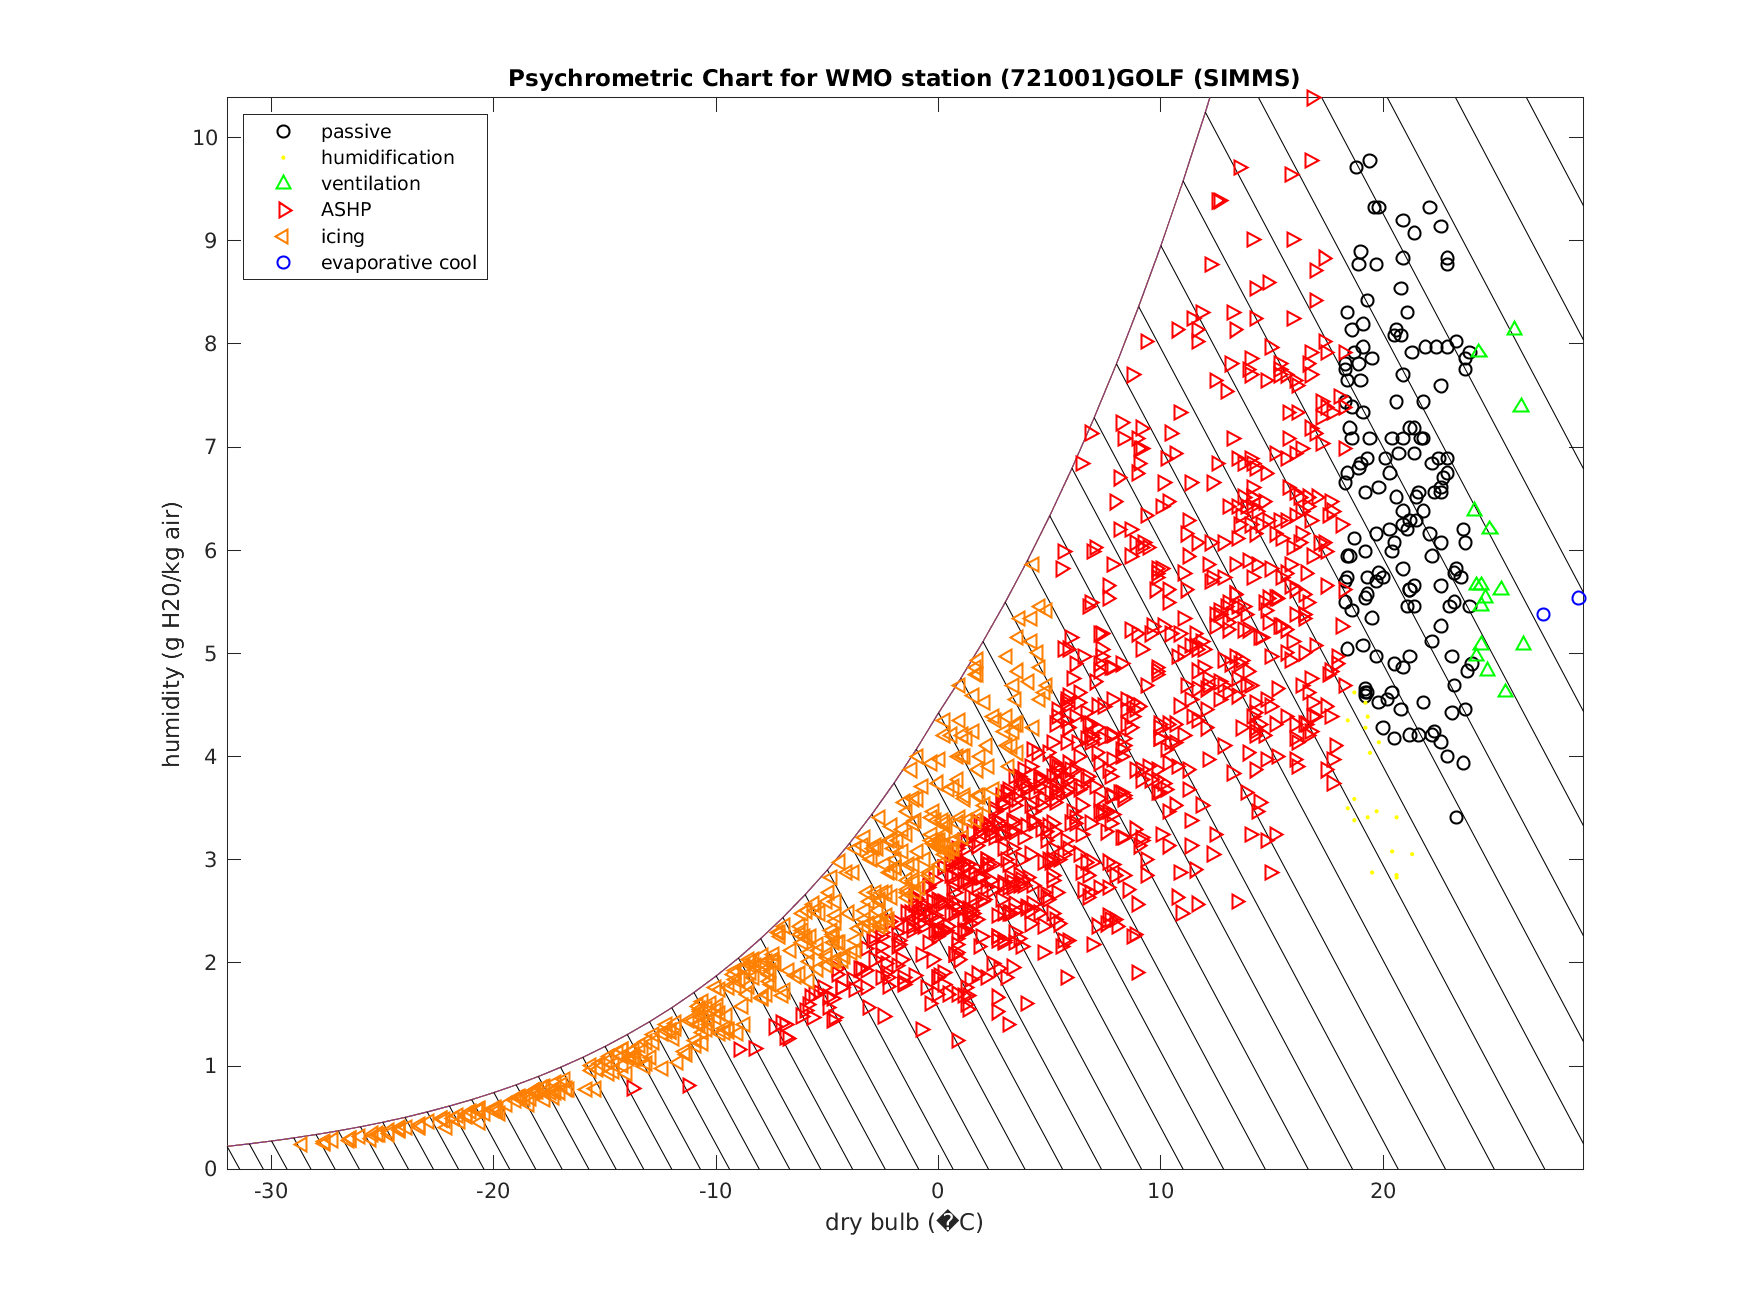 Psychrometric Chart for WMO station (721001)GOLF (SIMMS)
passive
humidification
ventilation
ASHP
icing
evaporative cool
humidity (g H20/kg air)
10
9
8
7
6
5
4
3
2
1
0
-30 -20 -10 0 10 20
dry bulb (�C)